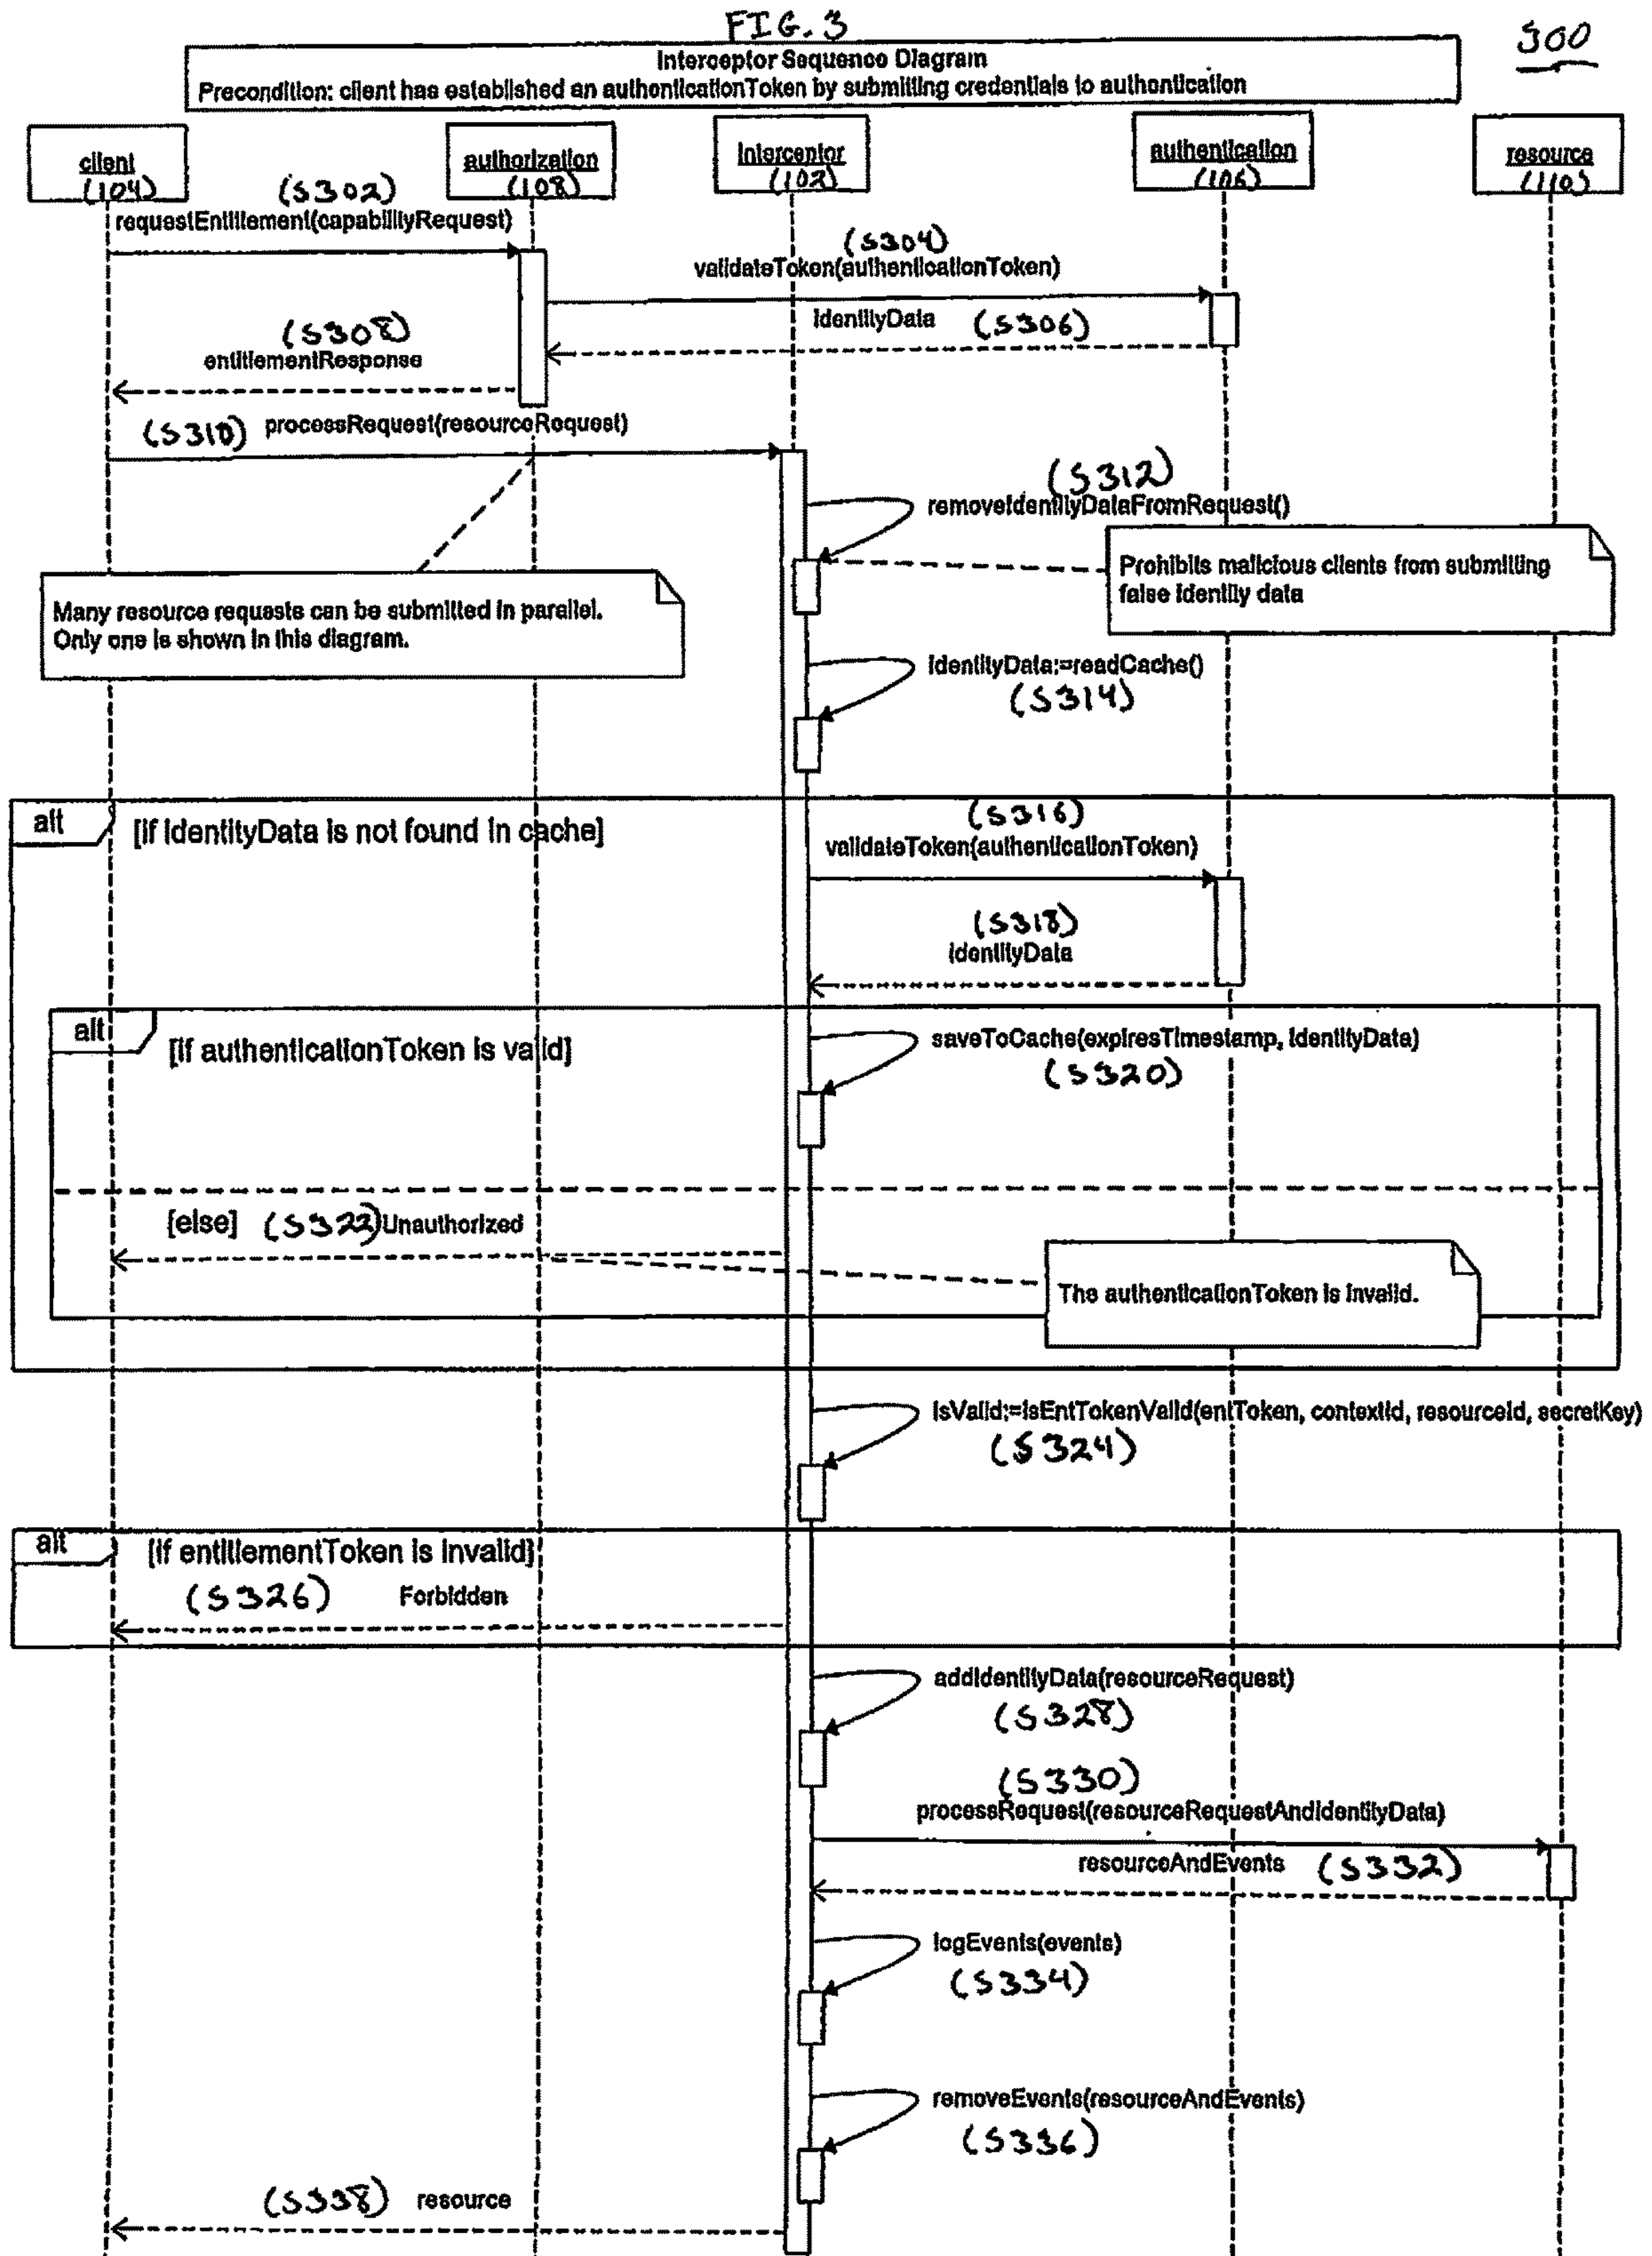 FIG. 3
300
Interceptor Sequence Diagram
Precondition: client has established an authenticationToken by submitting credentials to authentication
client
(104)
authorization
(108)
interceptor
(102)
authentication
(106)
resource
(110)
(S302)
requestEntitlement(capabilityRequest)
(S304)
validateToken(authenticationToken)
identityData (S306)
(S308)
entitlementResponse
(S310) processRequest(resourceRequest)
(S312)
removeIdentityDataFromRequest()
Prohibits malicious clients from submitting
false identity data
Many resource requests can be submitted in parallel.
Only one is shown in this diagram.
identityData:=readCache()
(S314)
alt [if identityData is not found in cache]
(S316)
validateToken(authenticationToken)
(S318)
identityData
alt [if authenticationToken is valid]
saveToCache(expiresTimestamp, identityData)
(S320)
[else] (S322) Unauthorized
The authenticationToken is invalid.
isValid:=isEntTokenValid(entToken, contextId, resourceId, secretKey)
(S324)
alt [if entitlementToken is invalid]
(S326) Forbidden
addIdentityData(resourceRequest)
(S328)
(S330)
processRequest(resourceRequestAndIdentityData)
resourceAndEvents (S332)
logEvents(events)
(S334)
removeEvents(resourceAndEvents)
(S336)
(S338) resource